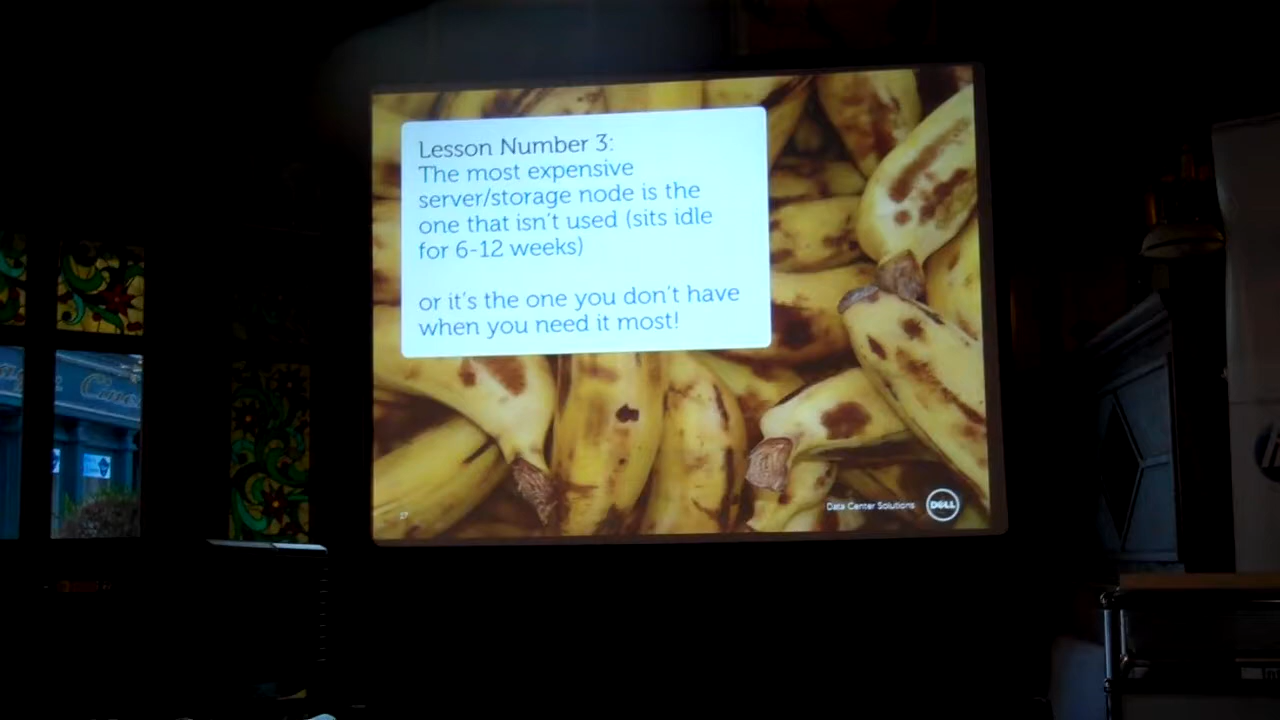 Lesson Number 3:
The most expensive
server/storage node is the
one that isn't used (sits idle
for 6-12 weeks)
or it's the one you don't have
when you need it most!
27
Data Center Solutions
DELL